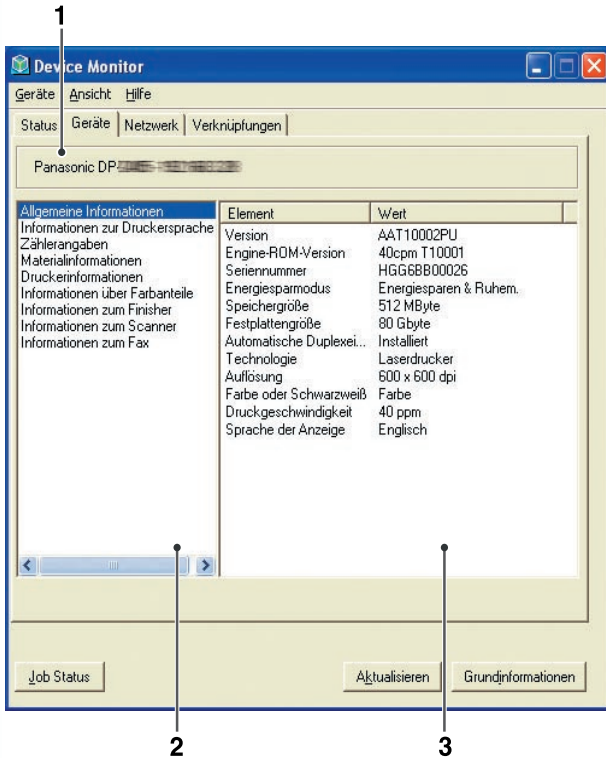 1
Device Monitor
Geräte Ansicht Hilfe
Status Geräte Netzwerk Verknüpfungen
Panasonic DP-
Allgemeine Informationen
Informationen zur Druckersprache
Zählerangaben
Materialinformationen
Druckerinformationen
Informationen über Farbanteile
Informationen zum Finisher
Informationen zum Scanner
Informationen zum Fax
Element Wert
Version AAT10002PU
Engine-ROM-Version 40cpm T10001
Seriennummer HGG6BB00026
Energiesparmodus Energiesparen & Ruhem.
Speichergröße 512 MByte
Festplattengröße 80 Gbyte
Automatische Duplexei... Installiert
Technologie Laserdrucker
Auflösung 600 x 600 dpi
Farbe oder Schwarzweiß Farbe
Druckgeschwindigkeit 40 ppm
Sprache der Anzeige Englisch
Job Status Aktualisieren Grundinformationen
2 3